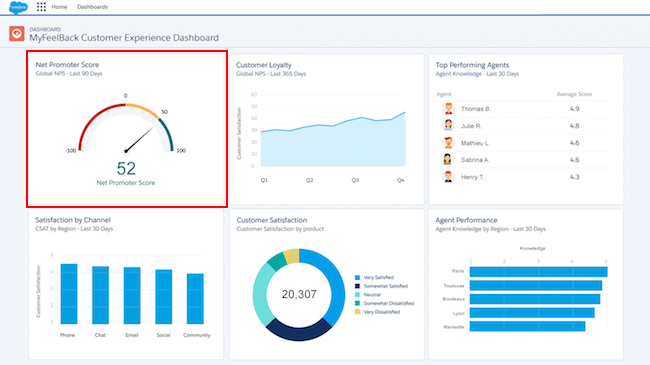 salesforce
Home Dashboards
DASHBOARD
MyFeelBack Customer Experience Dashboard
Net Promoter Score
Global NPS - Last 90 Days
0
50
-100
100
52
Net Promoter Score
Customer Loyalty
Global NPS - Last 365 Days
Customer Satisfaction
60
50
40
30
20
10
0
Q1 Q2 Q3 Q4
Top Performing Agents
Agent Knowledge - Last 30 Days
Agent Average Score
Thomas B. 4.9
Julie R. 4.8
Mathieu L. 4.6
Sabrina A. 4.6
Henry T. 4.3
Satisfaction by Channel
CSAT by Region - Last 30 Days
Customer Satisfaction
5
4
3
2
1
0
Phone Chat Email Social Community
Customer Satisfaction
Customer Satisfaction by product
20,307
Very Satisfied
Somewhat Satisfied
Neutral
Somewhat Dissatisfied
Very Dissatisfied
Agent Performance
Agent Knowledge by Region - Last 30 Days
Knowledge
1 2 3 4 5
Paris
Toulouse
Bordeaux
Lyon
Marseille